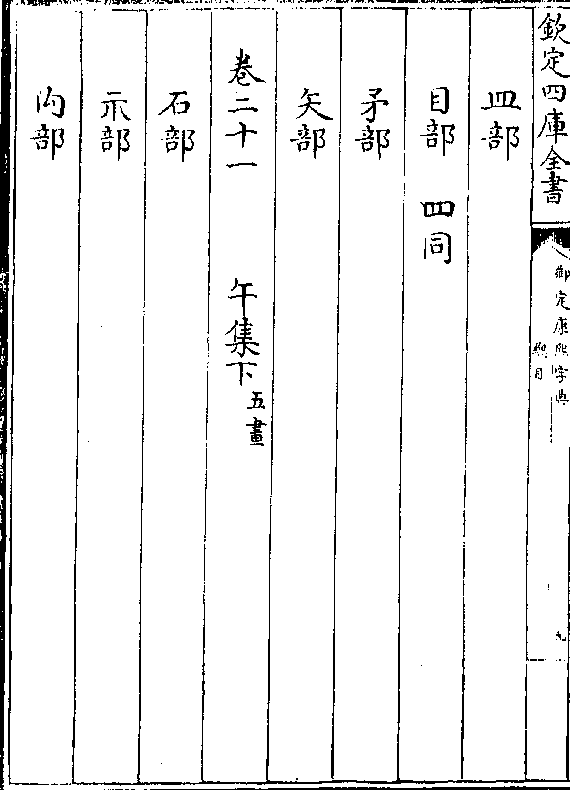 欽定四庫全書
御定康熙字典
總目
九
皿部
目部 罒同
矛部
矢部
卷二十一 午集下 五畫
石部
示部
禸部